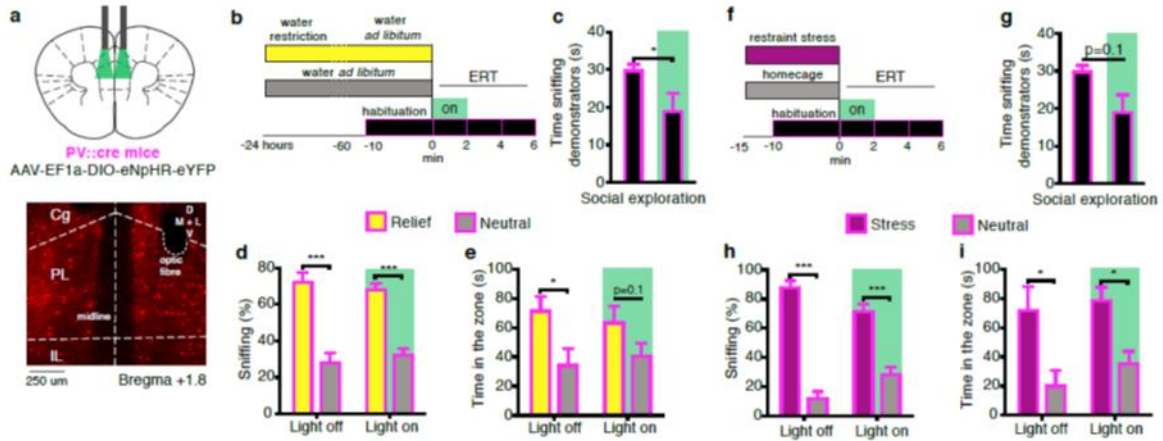 a
PV::cre mice
AAV-EF1a-DIO-eNpHR-eYFP
Cg
D
M + L
V
optic
fibre
PL
midline
IL
250 um
Bregma +1.8
b
water
restriction
water
ad libitum
water ad libitum
ERT
habituation
on
-24 hours
-60
-10
0
2
4
6
min
c
Time sniffing
demonstrators (s)
40
30
20
10
0
*
Social exploration
f
restraint stress
homecage
ERT
habituation
on
-15
-10
0
2
4
6
min
g
Time sniffing
demonstrators (s)
40
30
20
10
0
p=0.1
Social exploration
Relief
Neutral
Stress
Neutral
d
Sniffing (%)
80
60
40
20
0
***
***
Light off
Light on
e
Time in the zone (s)
100
80
60
40
20
0
*
p=0.1
Light off
Light on
h
Sniffing (%)
100
80
60
40
20
0
***
***
Light off
Light on
i
Time in the zone (s)
100
80
60
40
20
0
*
*
Light off
Light on